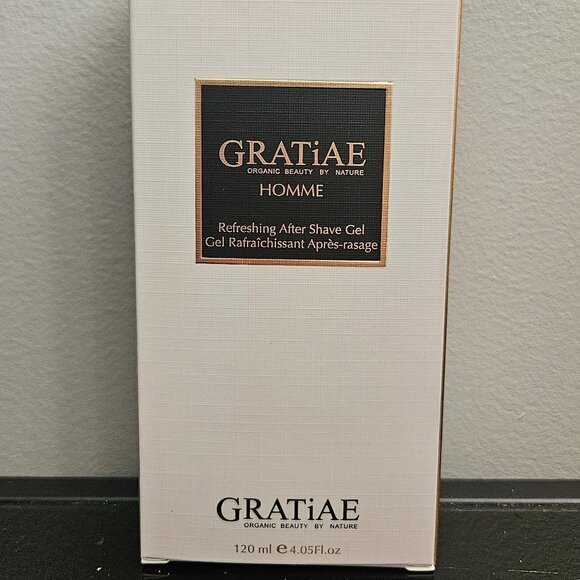 GRATiAE
ORGANIC BEAUTY BY NATURE
HOMME
Refreshing After Shave Gel
Gel Rafraîchissant Après-rasage
GRATiAE
ORGANIC BEAUTY BY NATURE
120 ml ℮ 4.05Fl.oz